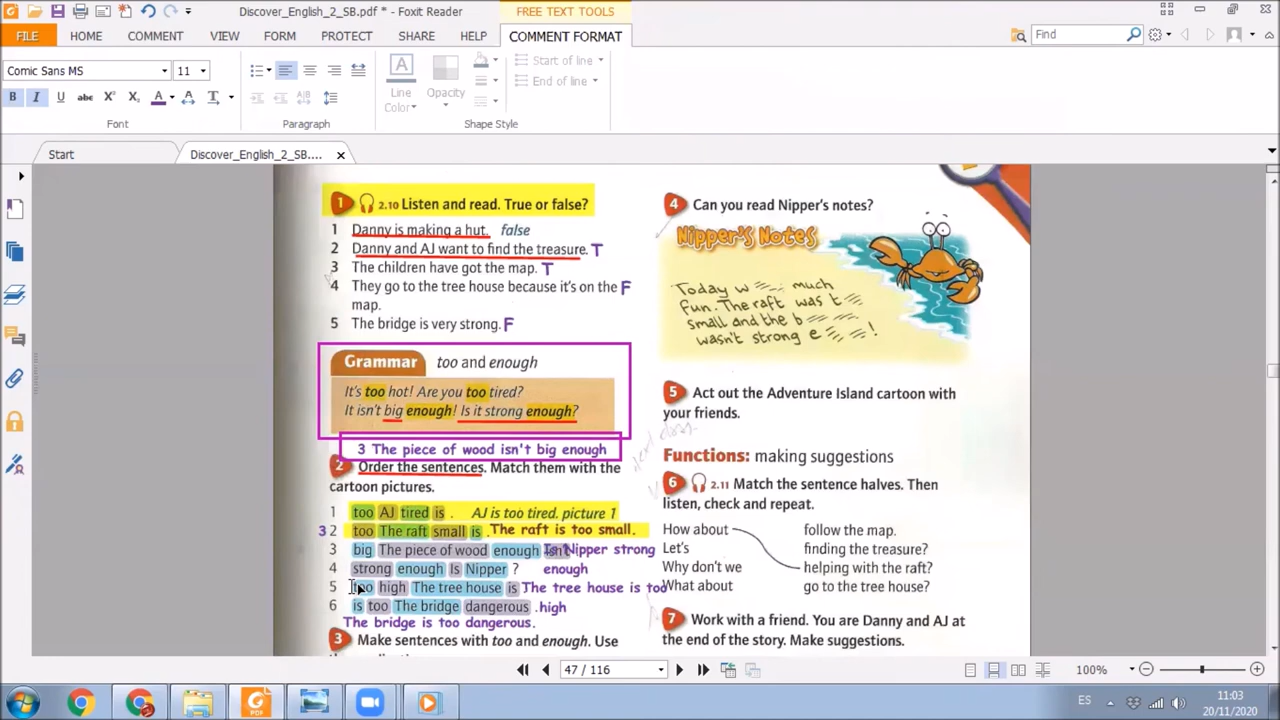 Discover_English_2_SB.pdf * - Foxit Reader
FREE TEXT TOOLS
FILE HOME COMMENT VIEW FORM PROTECT SHARE HELP COMMENT FORMAT
Find
Comic Sans MS 11
Start of line
End of line
Line Color
Opacity
Font Paragraph Shape Style
Start
Discover_English_2_SB....
1 2.10 Listen and read. True or false?
1 Danny is making a hut. false
2 Danny and AJ want to find the treasure. T
3 The children have got the map. T
4 They go to the tree house because it's on the F
map.
5 The bridge is very strong. F
Grammar too and enough
It's too hot! Are you too tired?
It isn't big enough! Is it strong enough?
3 The piece of wood isn't big enough
2 Order the sentences. Match them with the
cartoon pictures.
1 too AJ tired is . AJ is too tired. picture 1
3 2 too The raft small is . The raft is too small.
3 big The piece of wood enough isn't Is Nipper strong
4 strong enough Is Nipper ? enough
5 too high The tree house is The tree house is too
6 is too The bridge dangerous . high
The bridge is too dangerous.
3 Make sentences with too and enough. Use
4 Can you read Nipper's notes?
Nipper's Notes
Today w much
fun. The raft was t
small and the b
wasn't strong e !
5 Act out the Adventure Island cartoon with
your friends.
Functions: making suggestions
6 2.11 Match the sentence halves. Then
listen, check and repeat.
How about follow the map.
Let's finding the treasure?
Why don't we helping with the raft?
What about go to the tree house?
7 Work with a friend. You are Danny and AJ at
the end of the story. Make suggestions.
47 / 116
100%
ES
11:03
20/11/2020